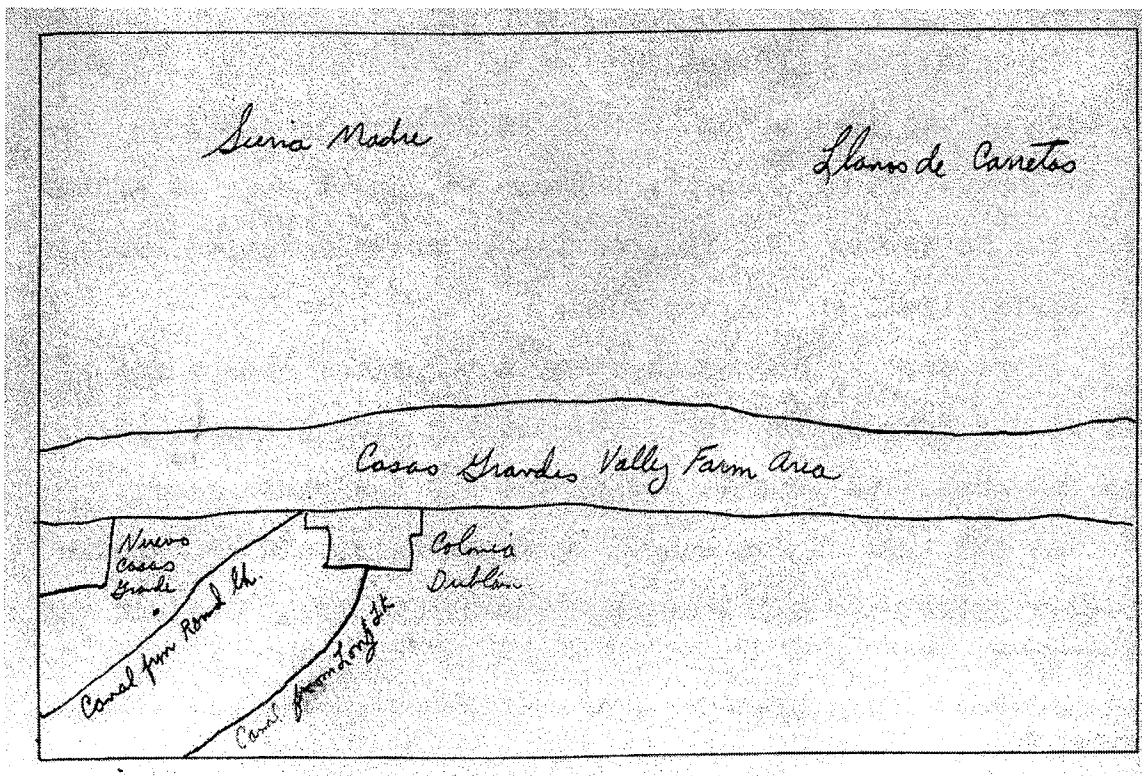 Sierra Madre
Llanos de Carretas
Casas Grandes Valley Farm Area
Nuevo
Casas
Grande
Colonia
Dublan
Canal frm Round Lk.
Canal from Long Lk